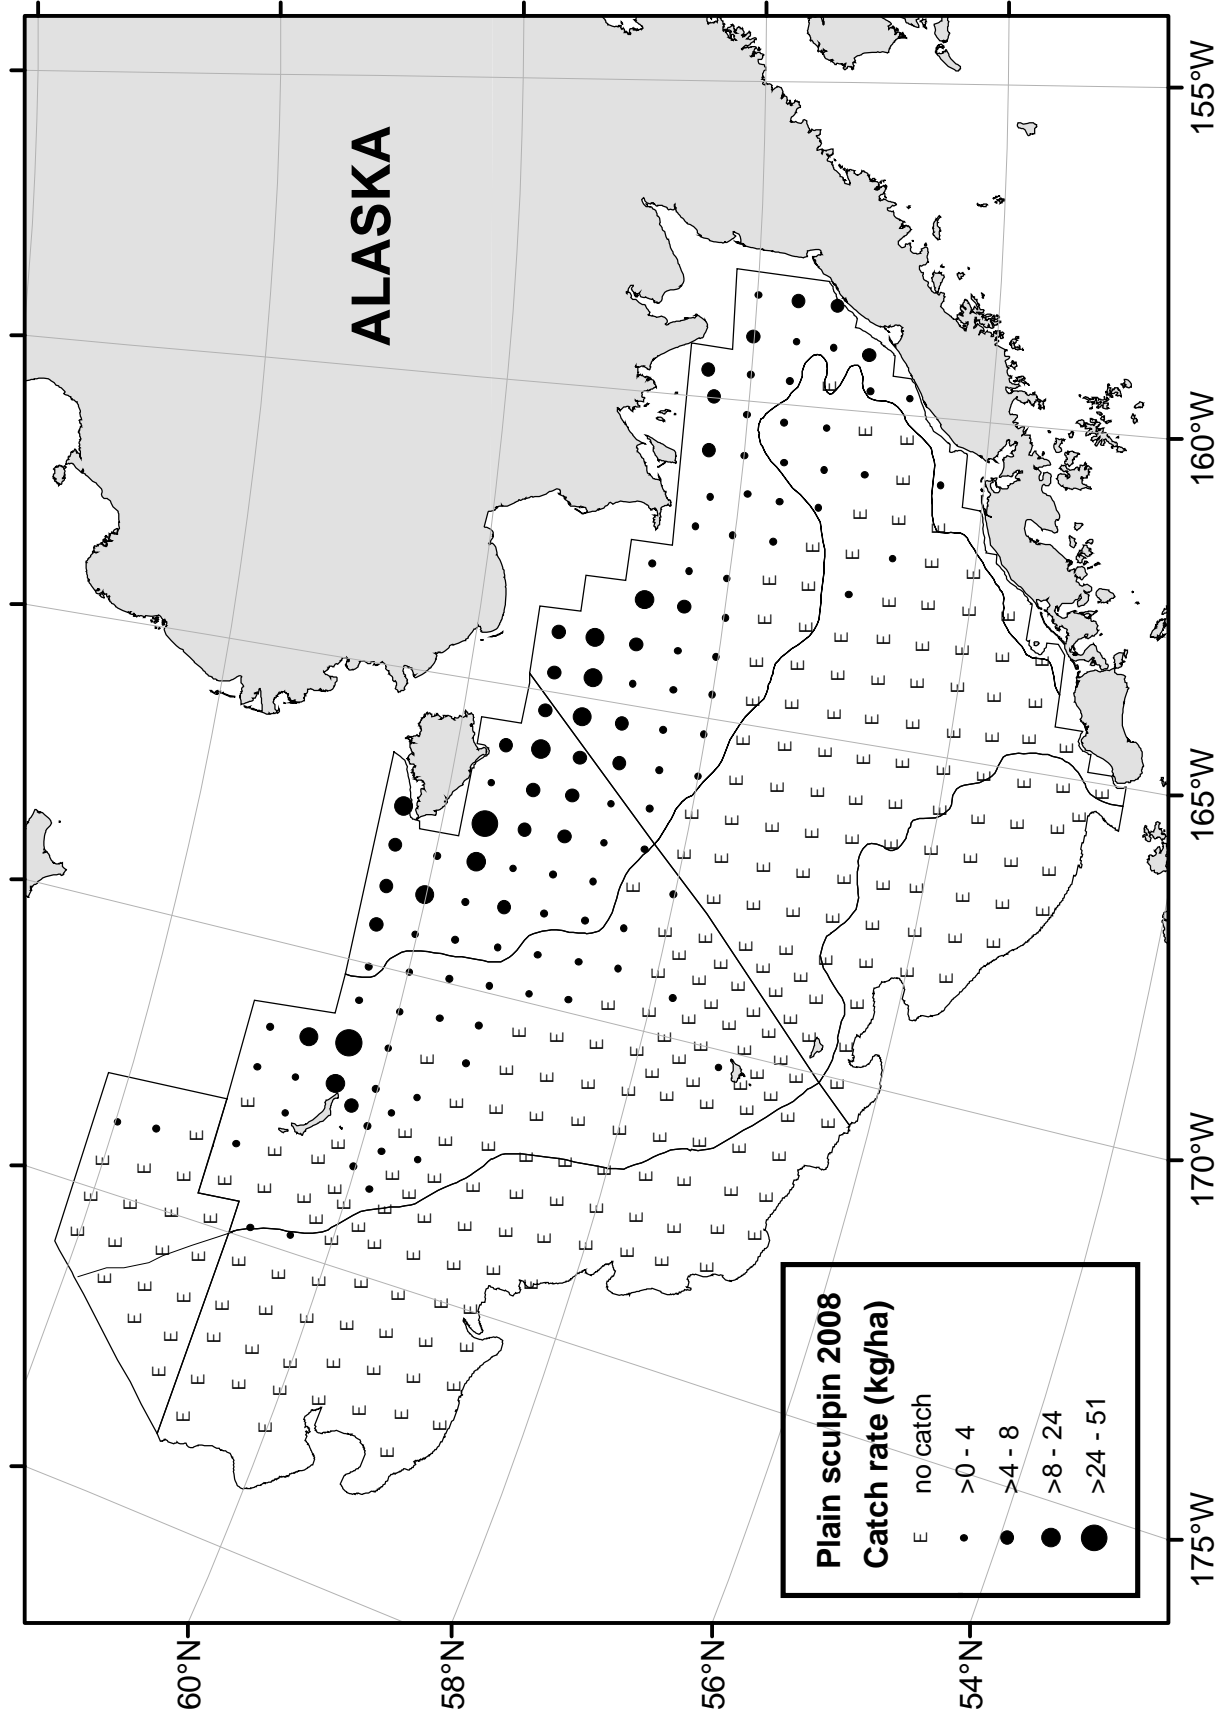 ALASKA
Plain sculpin 2008
Catch rate (kg/ha)
E no catch
>0 - 4
>4 - 8
>8 - 24
>24 - 51
60°N
58°N
56°N
54°N
175°W
170°W
165°W
160°W
155°W